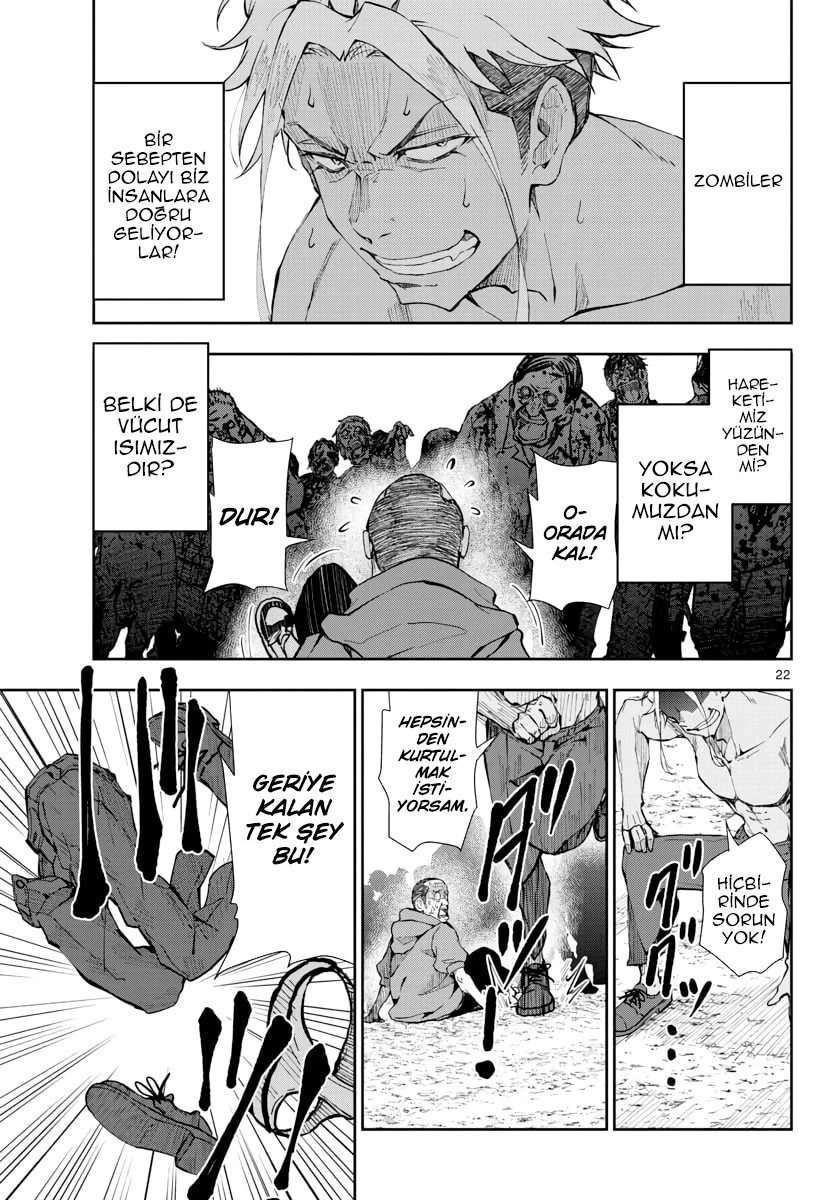 ZOMBİLER
BİR
SEBEPTEN
DOLAYI BİZ
İNSANLARA
DOĞRU
GELİYOR-
LAR!
HARE-
KETİ-
MİZ
YÜZÜN-
DEN
Mİ?
YOKSA
KOKU-
MUZDAN
MI?
O-
ORADA
KAL!
DUR!
BELKİ DE
VÜCUT
ISIMIZ-
DIR?
22
HİÇBİ-
RİNDE
SORUN
YOK!
HEPSİN-
DEN
KURTUL-
MAK
İSTİ-
YORSAM.
GERİYE
KALAN
TEK ŞEY
BU!